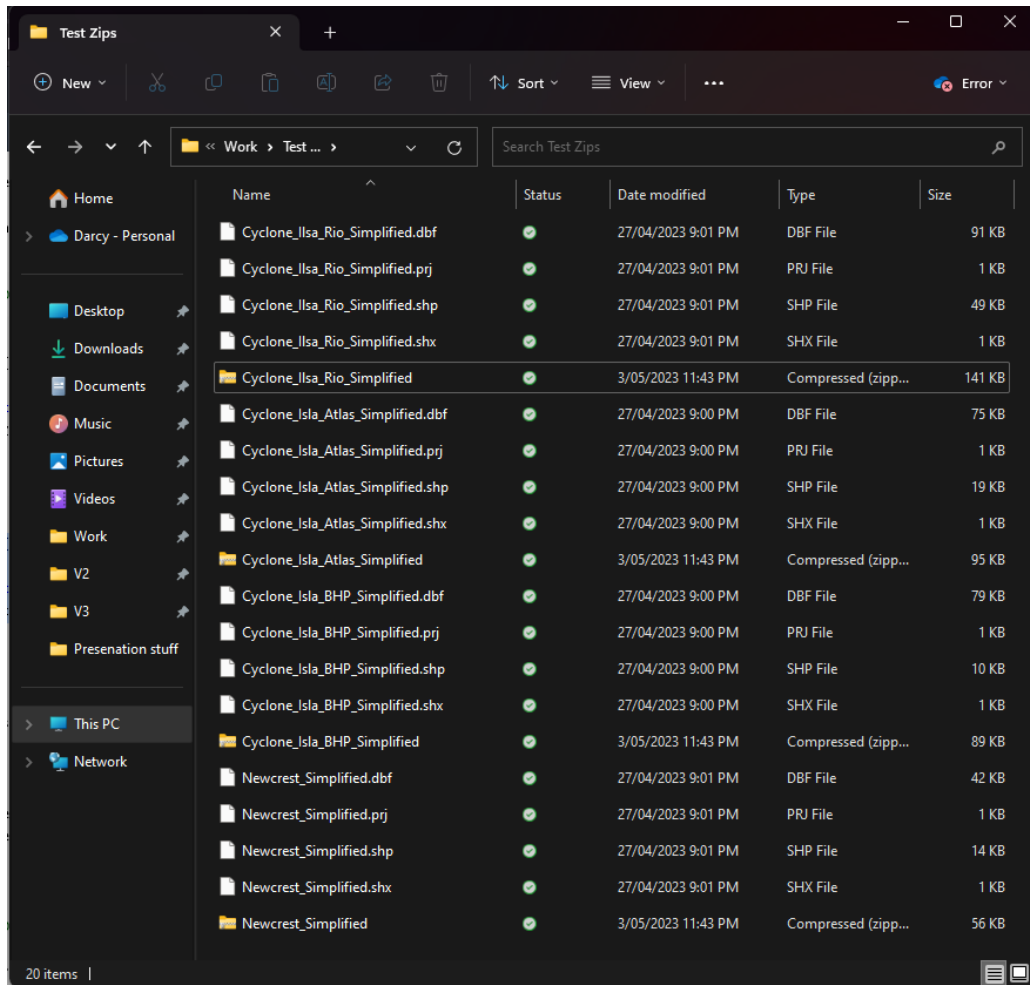 Test Zips
New
Sort
View
Error
Work > Test ... >
Search Test Zips
Name Status Date modified Type Size
Home
Darcy - Personal
Desktop
Downloads
Documents
Music
Pictures
Videos
Work
V2
V3
Presenation stuff
This PC
Network
Cyclone_Ilsa_Rio_Simplified.dbf 27/04/2023 9:01 PM DBF File 91 KB
Cyclone_Ilsa_Rio_Simplified.prj 27/04/2023 9:01 PM PRJ File 1 KB
Cyclone_Ilsa_Rio_Simplified.shp 27/04/2023 9:01 PM SHP File 49 KB
Cyclone_Ilsa_Rio_Simplified.shx 27/04/2023 9:01 PM SHX File 1 KB
Cyclone_Ilsa_Rio_Simplified 3/05/2023 11:43 PM Compressed (zipp... 141 KB
Cyclone_Isla_Atlas_Simplified.dbf 27/04/2023 9:00 PM DBF File 75 KB
Cyclone_Isla_Atlas_Simplified.prj 27/04/2023 9:00 PM PRJ File 1 KB
Cyclone_Isla_Atlas_Simplified.shp 27/04/2023 9:00 PM SHP File 19 KB
Cyclone_Isla_Atlas_Simplified.shx 27/04/2023 9:00 PM SHX File 1 KB
Cyclone_Isla_Atlas_Simplified 3/05/2023 11:43 PM Compressed (zipp... 95 KB
Cyclone_Isla_BHP_Simplified.dbf 27/04/2023 9:00 PM DBF File 79 KB
Cyclone_Isla_BHP_Simplified.prj 27/04/2023 9:00 PM PRJ File 1 KB
Cyclone_Isla_BHP_Simplified.shp 27/04/2023 9:00 PM SHP File 10 KB
Cyclone_Isla_BHP_Simplified.shx 27/04/2023 9:00 PM SHX File 1 KB
Cyclone_Isla_BHP_Simplified 3/05/2023 11:43 PM Compressed (zipp... 89 KB
Newcrest_Simplified.dbf 27/04/2023 9:01 PM DBF File 42 KB
Newcrest_Simplified.prj 27/04/2023 9:01 PM PRJ File 1 KB
Newcrest_Simplified.shp 27/04/2023 9:01 PM SHP File 14 KB
Newcrest_Simplified.shx 27/04/2023 9:01 PM SHX File 1 KB
Newcrest_Simplified 3/05/2023 11:43 PM Compressed (zipp... 56 KB
20 items